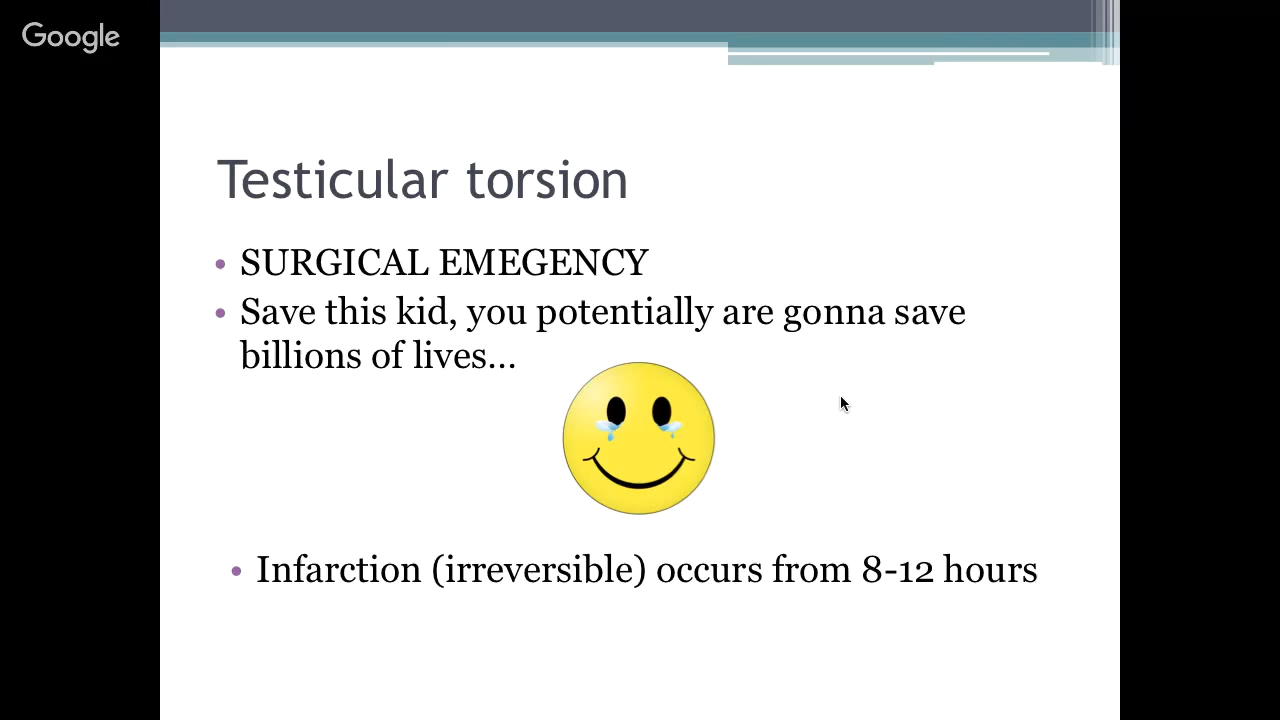 Google
Testicular torsion
• SURGICAL EMEGENCY
• Save this kid, you potentially are gonna save
billions of lives...
• Infarction (irreversible) occurs from 8-12 hours